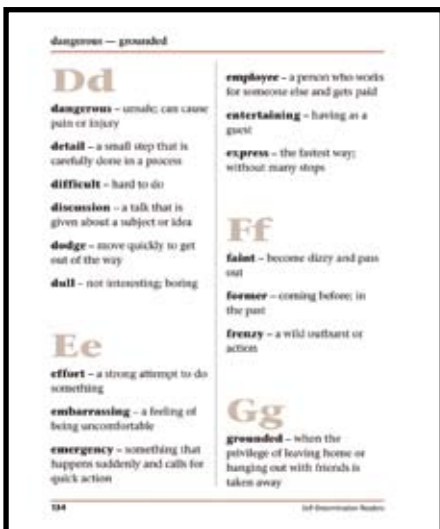 dangerous — grounded
Dd
dangerous – unsafe; can cause
pain or injury
detail – a small step that is
carefully done in a process
difficult – hard to do
discussion – a talk that is
given about a subject or idea
dodge – move quickly to get
out of the way
dull – not interesting; boring
Ee
effort – a strong attempt to do
something
embarrassing – a feeling of
being uncomfortable
emergency – something that
happens suddenly and calls for
quick action
employee – a person who works
for someone else and gets paid
entertaining – having as a
guest
express – the fastest way;
without many stops
Ff
faint – become dizzy and pass
out
former – coming before; in
the past
frenzy – a wild outburst or
action
Gg
grounded – when the
privilege of leaving home or
hanging out with friends is
taken away
134
Self-Determination Readers